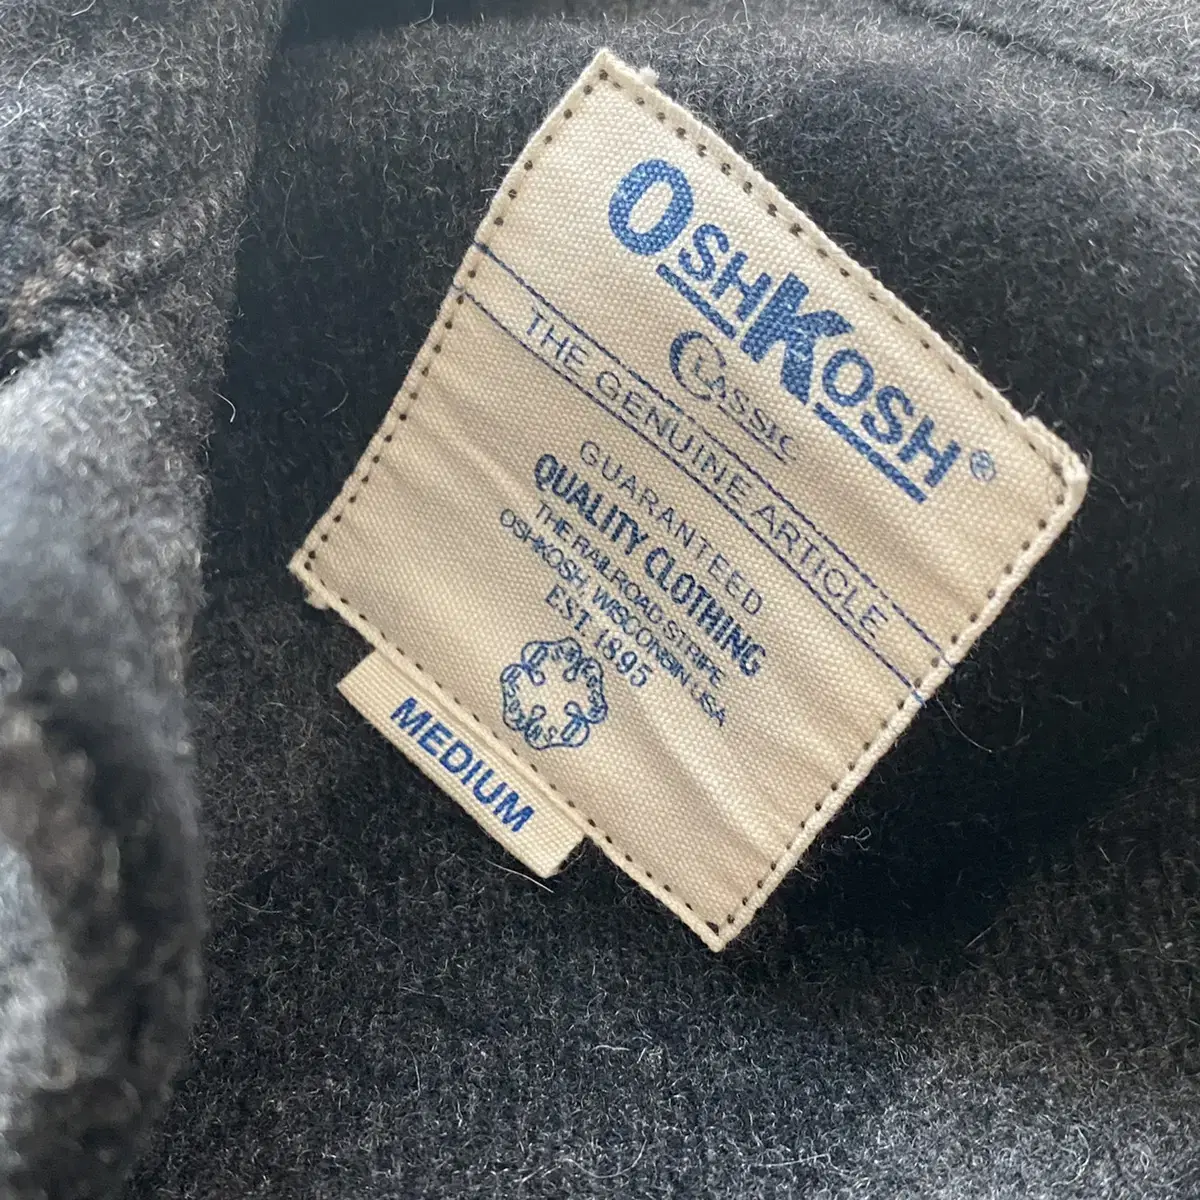 OSHKOSH®
CLASSIC
THE GENUINE ARTICLE
GUARANTEED
QUALITY CLOTHING
THE RAILROAD STRIPE
OSHKOSH, WISCONSIN USA
EST. 1895
MEDIUM